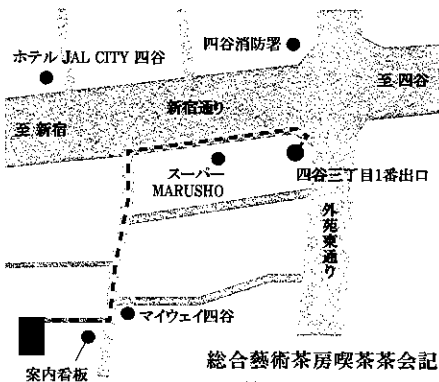 ホテル JAL CITY 四谷
四谷消防署
至 四谷
新宿通り
至 新宿
スーパー
MARUSHO
四谷三丁目1番出口
外苑東通り
マイウェイ四谷
案内看板
総合藝術茶房喫茶茶会記